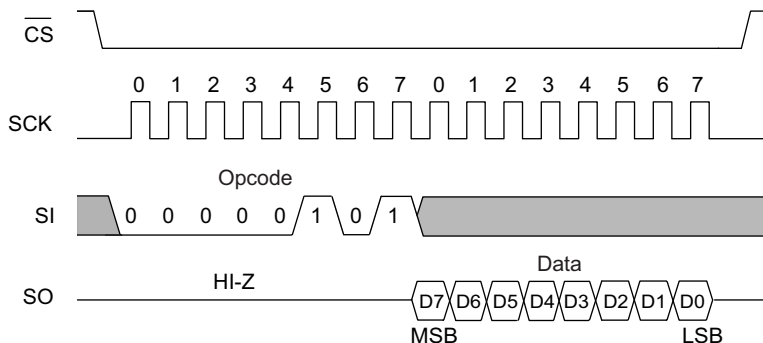 CS
0 1 2 3 4 5 6 7 0 1 2 3 4 5 6 7
SCK
Opcode
SI 0 0 0 0 0 1 0 1
Data
HI-Z
SO D7 D6 D5 D4 D3 D2 D1 D0
MSB LSB